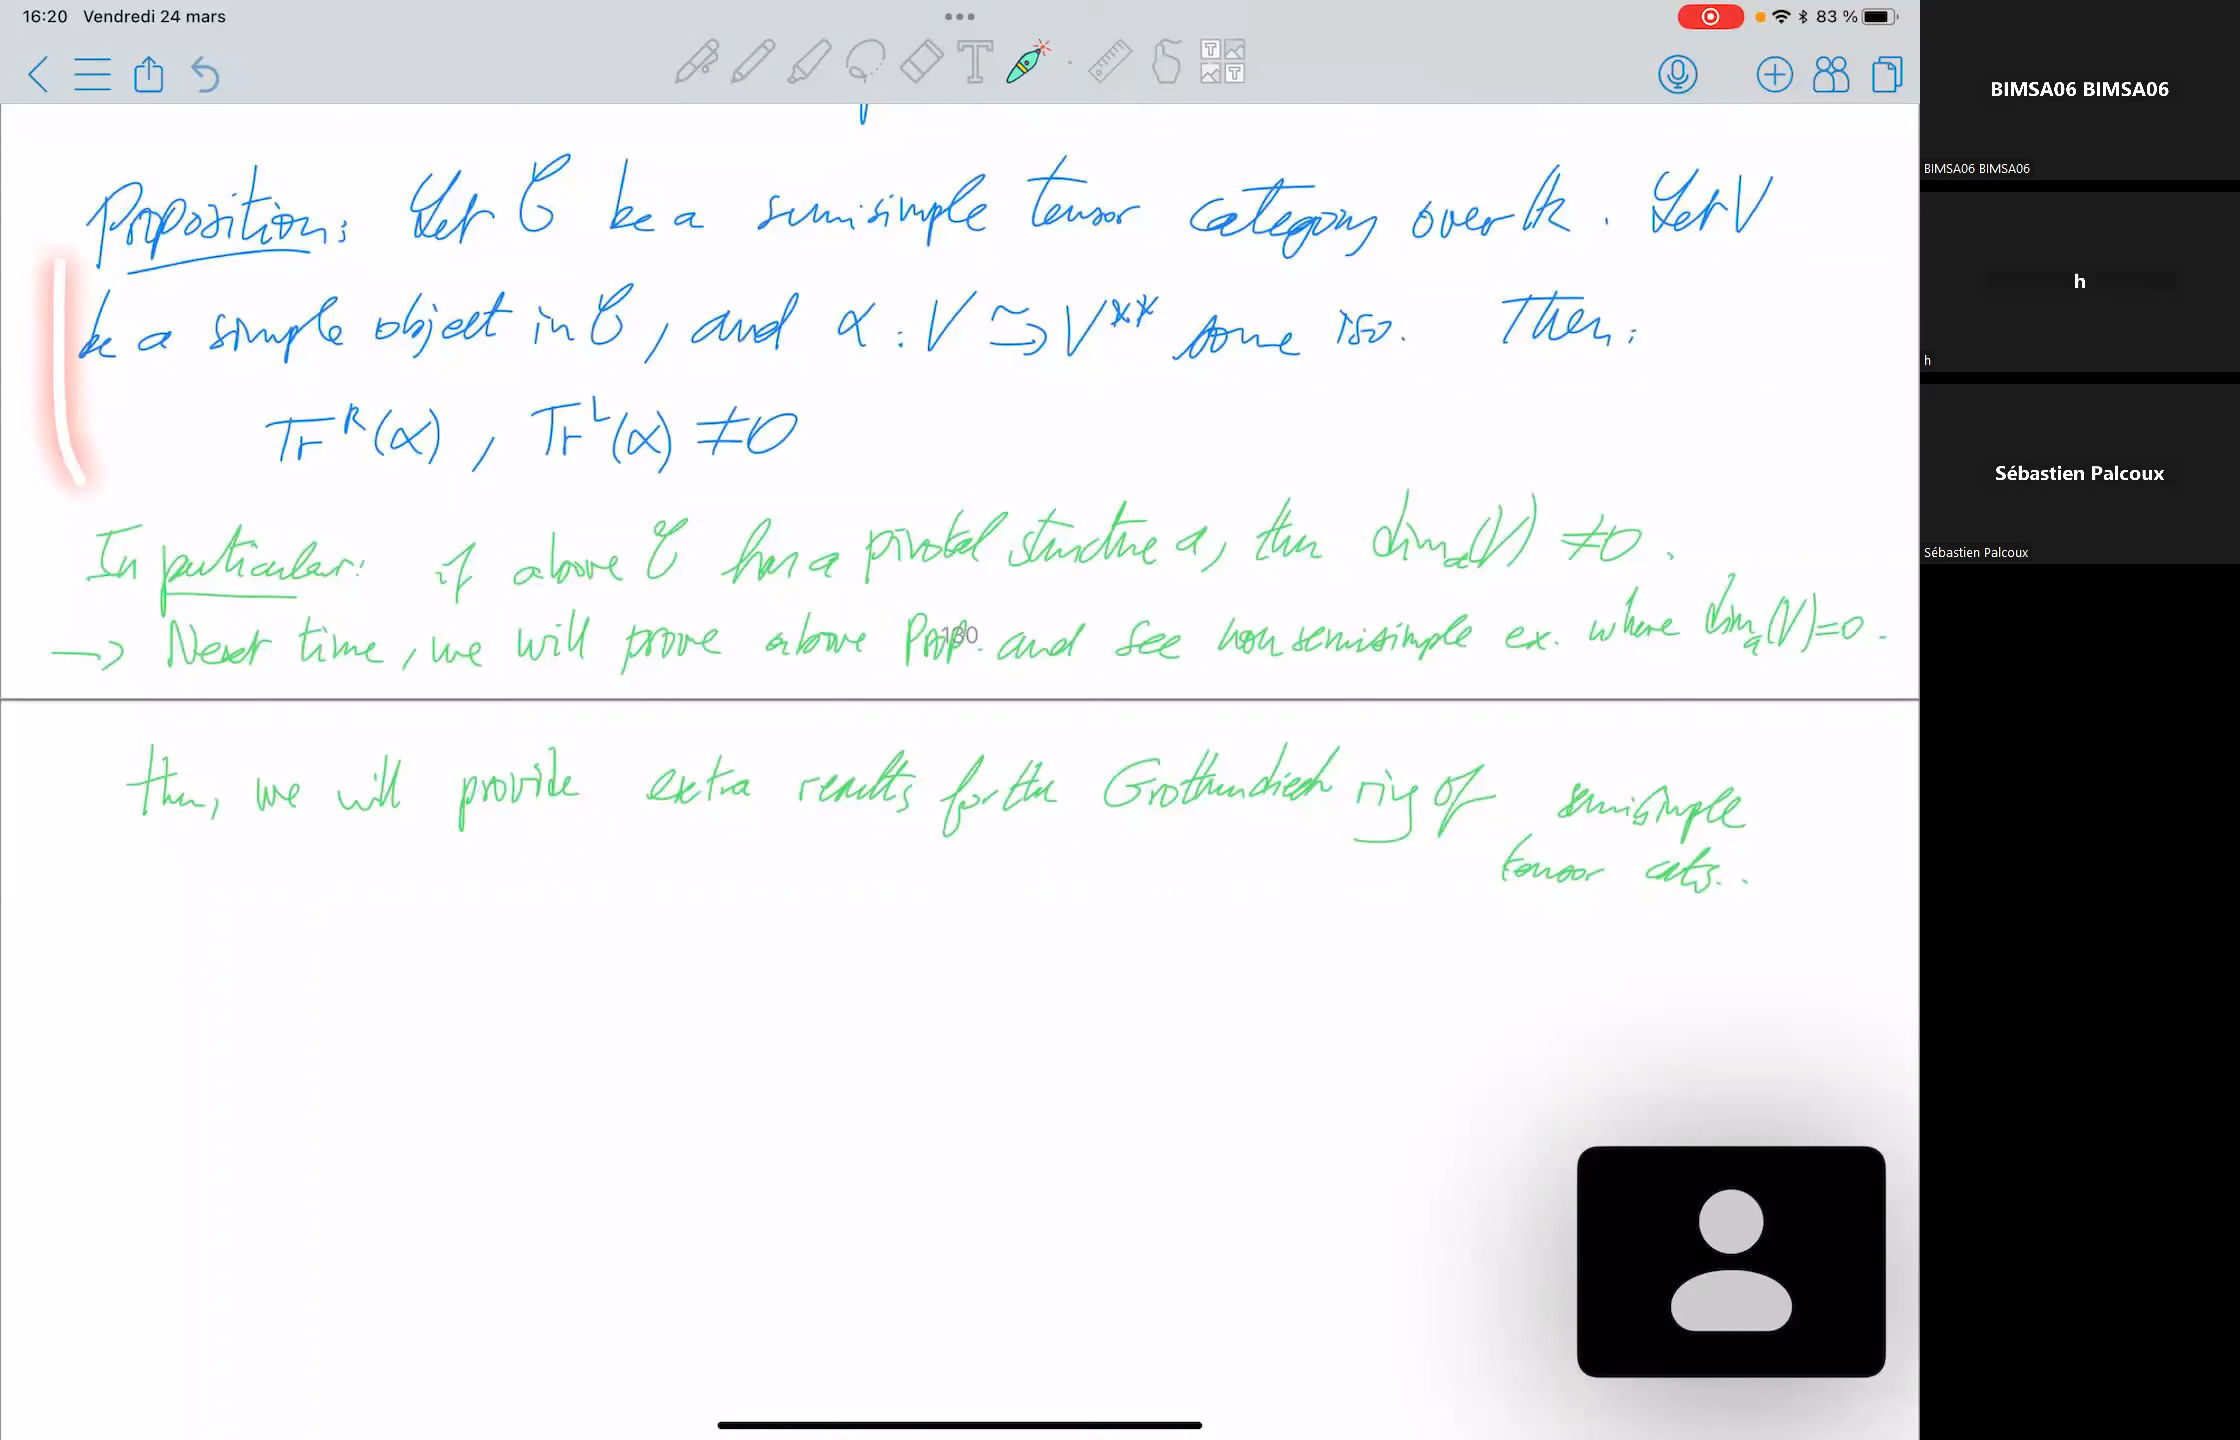 16:20 Vendredi 24 mars
83 %
Proposition: Let C be a semisimple tensor category over k. Let V
be a simple object in C, and α : V ≅→ V** some iso. Then:
Tr^R(α), Tr^L(α) ≠ 0
In particular: if above C has a pivotal structure a, then dim_a(V) ≠ 0.
→ Next time, we will prove above Prop. and see non semisimple ex. where dim_a(V)=0.
130
then, we will provide extra results for the Grothendieck ring of semisimple
tensor cats..
BIMSA06 BIMSA06
BIMSA06 BIMSA06
h
h
Sébastien Palcoux
Sébastien Palcoux